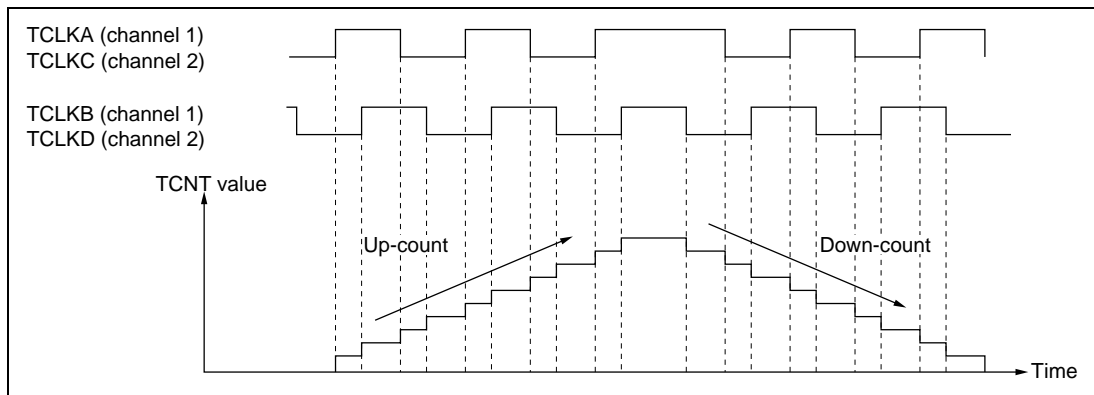 TCLKA (channel 1)
TCLKC (channel 2)
TCLKB (channel 1)
TCLKD (channel 2)
TCNT value
Up-count
Down-count
Time